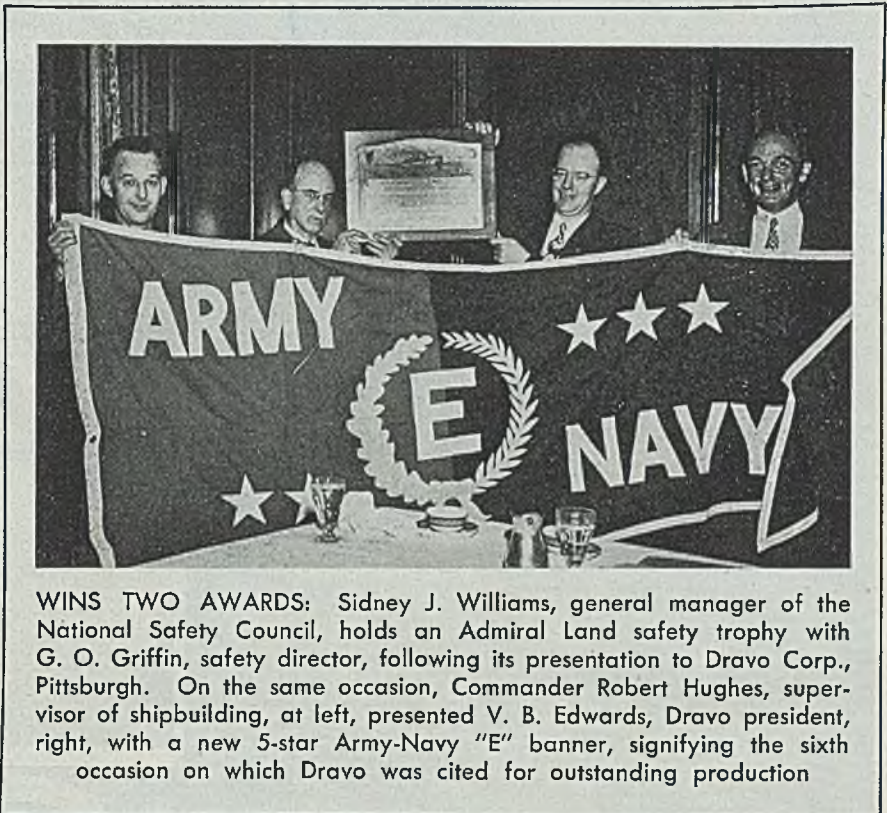 ARMY
E
NAVY
WINS TWO AWARDS: Sidney J. Williams, general manager of the
National Safety Council, holds an Admiral Land safety trophy with
G. O. Griffin, safety director, following its presentation to Dravo Corp.,
Pittsburgh. On the same occasion, Commander Robert Hughes, super-
visor of shipbuilding, at left, presented V. B. Edwards, Dravo president,
right, with a new 5-star Army-Navy "E" banner, signifying the sixth
occasion on which Dravo was cited for outstanding production